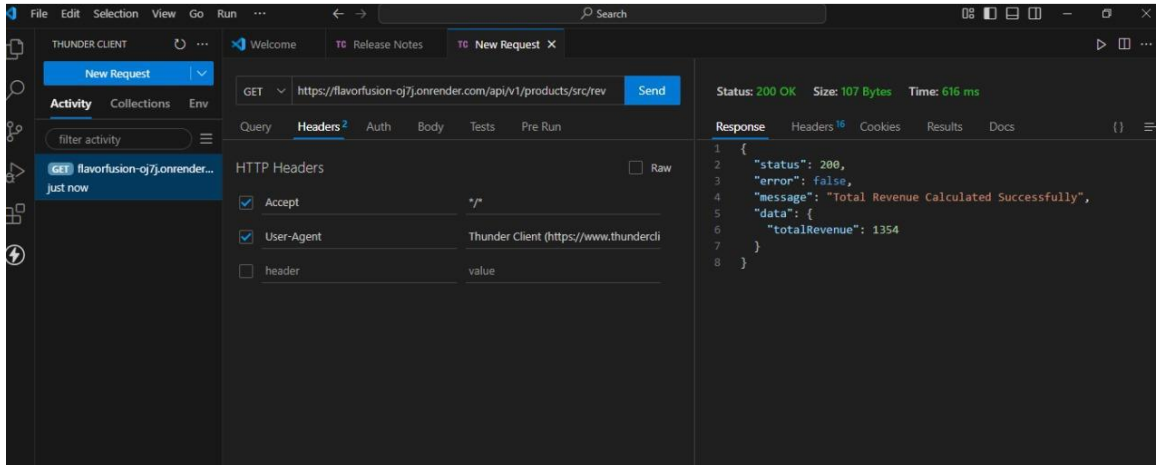 File Edit Selection View Go Run ... Search
THUNDER CLIENT ...
New Request
Activity Collections Env
filter activity
GET flavorfusion-oj7j.onrender...
just now
Welcome TC Release Notes TC New Request
GET https://flavorfusion-oj7j.onrender.com/api/v1/products/src/rev Send
Query Headers 2 Auth Body Tests Pre Run
HTTP Headers Raw
Accept */*
User-Agent Thunder Client (https://www.thundercli
header value
Status: 200 OK Size: 107 Bytes Time: 616 ms
Response Headers 16 Cookies Results Docs {}
1 {
2 "status": 200,
3 "error": false,
4 "message": "Total Revenue Calculated Successfully",
5 "data": {
6 "totalRevenue": 1354
7 }
8 }